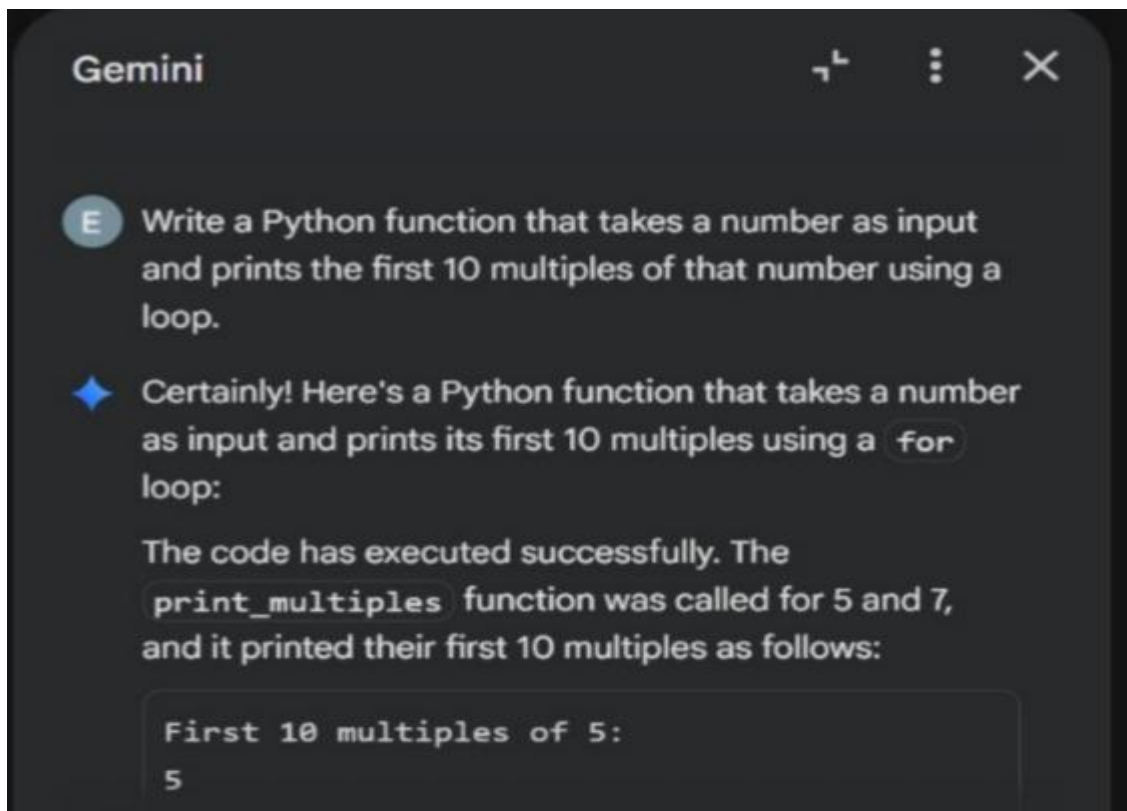 Gemini
E
Write a Python function that takes a number as input
and prints the first 10 multiples of that number using a
loop.
Certainly! Here's a Python function that takes a number
as input and prints its first 10 multiples using a for
loop:
The code has executed successfully. The
print_multiples function was called for 5 and 7,
and it printed their first 10 multiples as follows:
First 10 multiples of 5:
5